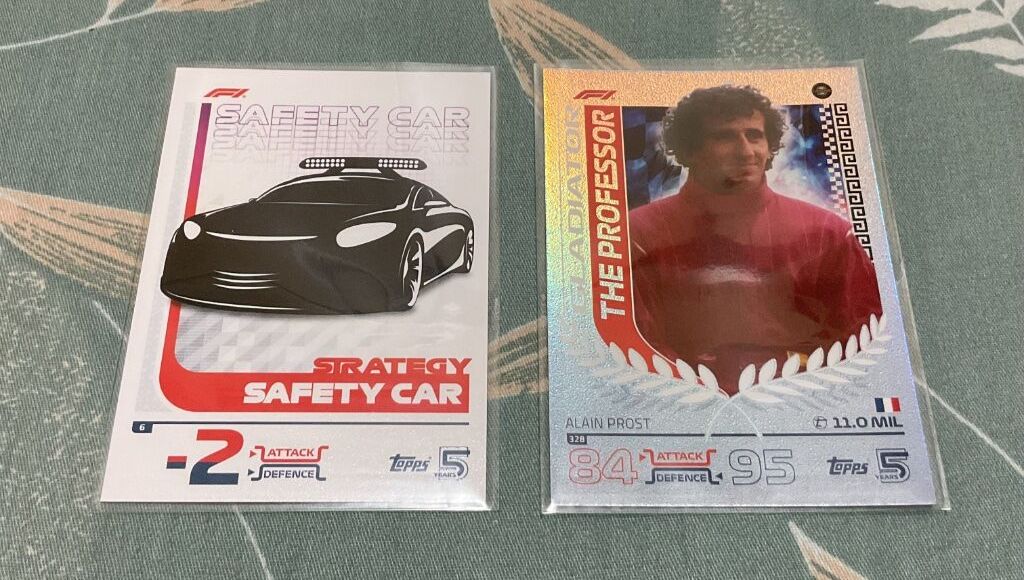 F1
SAFETY CAR
SAFETY CAR
SAFETY CAR
STRATEGY
SAFETY CAR
6
-2
ATTACK
DEFENCE
Topps
5
YEARS
F1
GLADIATOR
THE PROFESSOR
ALAIN PROST
11.0 MIL
328
84
ATTACK
DEFENCE
95
Topps
5
YEARS